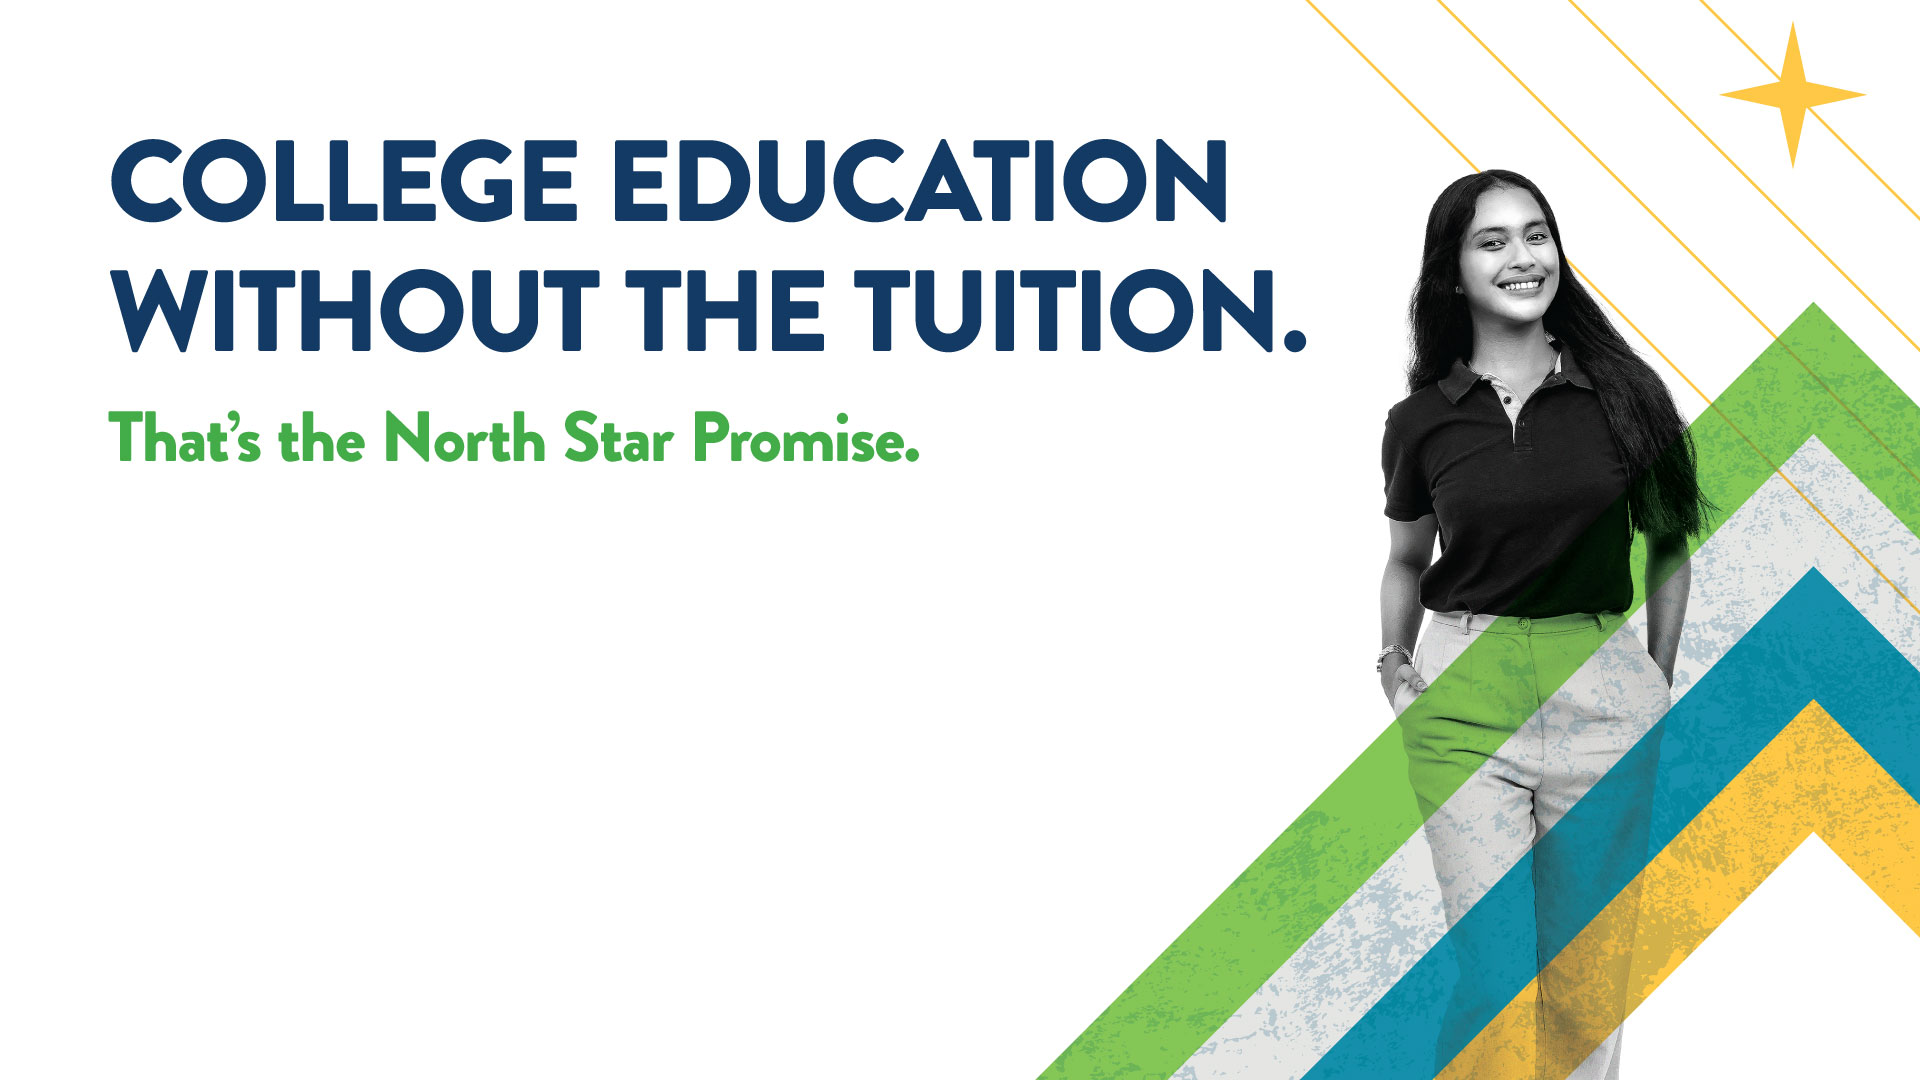 COLLEGE EDUCATION
WITHOUT THE TUITION.
That’s the North Star Promise.